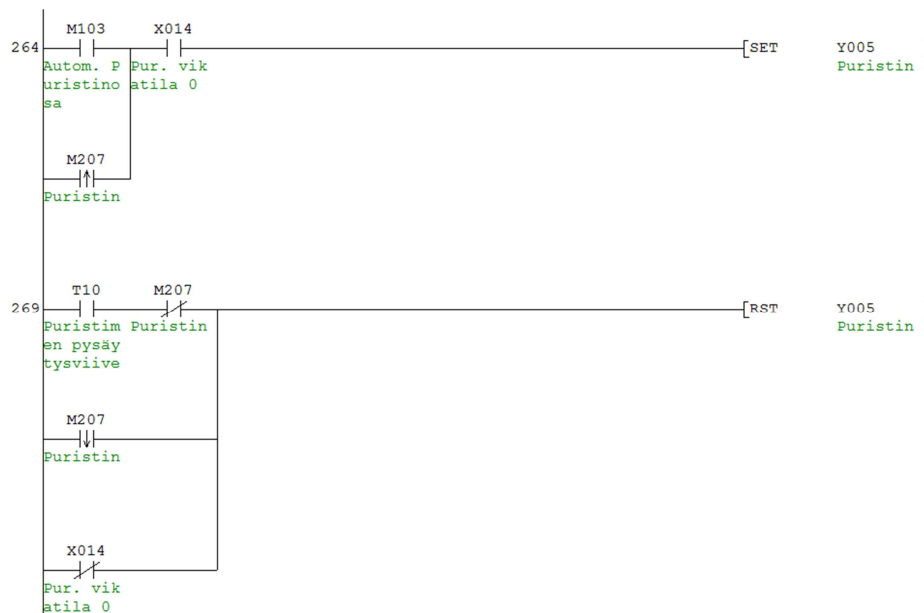 M103 X014
264 [SET Y005
Autom. P Pur. vik Puristin
uristino atila 0
sa
M207
Puristin
T10 M207
269 [RST Y005
Puristim Puristin Puristin
en pysäy
tysviive
M207
Puristin
X014
Pur. vik
atila 0